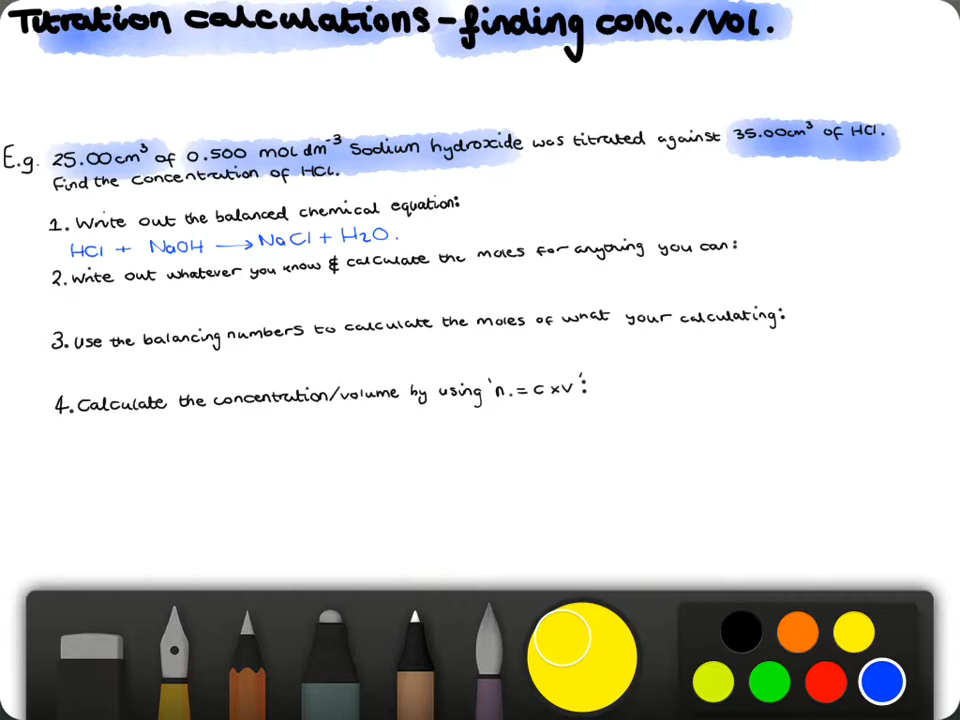 Titration calculations - finding conc./vol.
E.g. 25.00cm³ of 0.500 mol dm⁻³ Sodium hydroxide was titrated against 35.00cm³ of HCl.
Find the concentration of HCl.
1. Write out the balanced chemical equation:
HCl + NaOH ⟶ NaCl + H2O.
2. Write out whatever you know & calculate the moles for anything you can:
3. Use the balancing numbers to calculate the moles of what your calculating:
4. Calculate the concentration/volume by using 'n. = c x v':